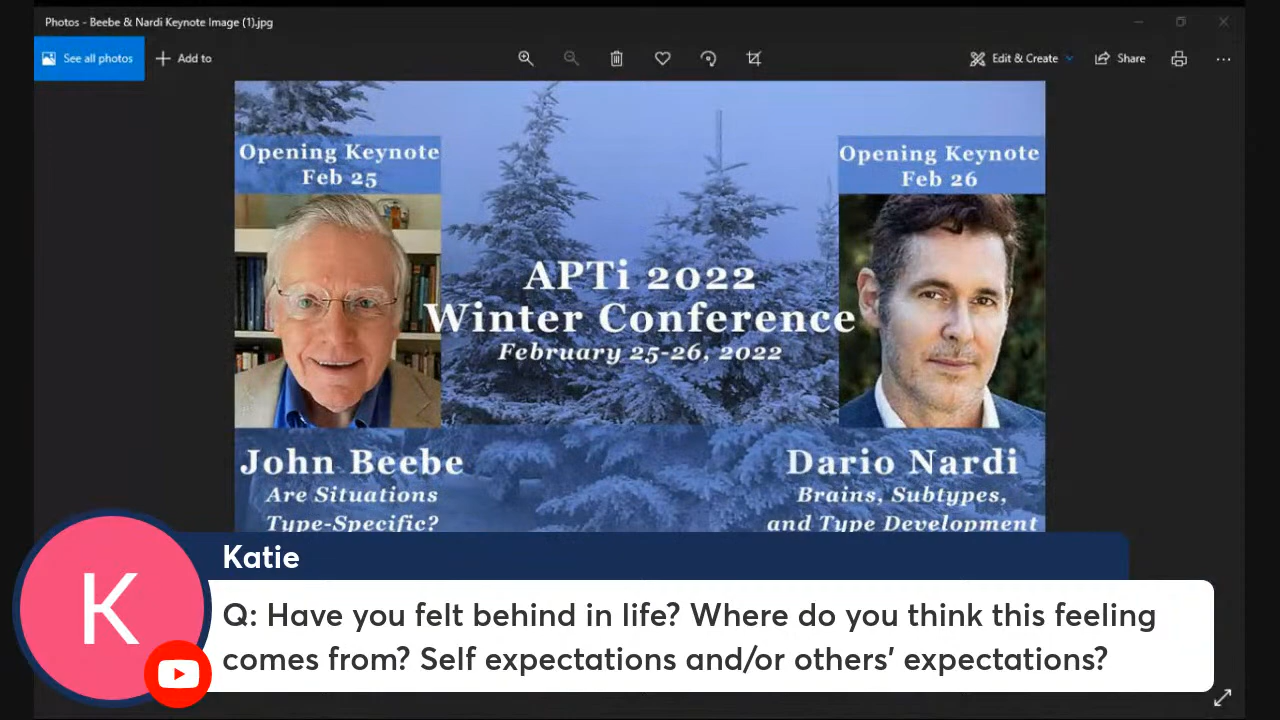 Photos - Beebe & Nardi Keynote Image (1).jpg
See all photos
Add to
Edit & Create
Share
Opening Keynote
Feb 25
Opening Keynote
Feb 26
APTi 2022
Winter Conference
February 25-26, 2022
John Beebe
Are Situations
Type-Specific?
Dario Nardi
Brains, Subtypes,
and Type Development
K
Katie
Q: Have you felt behind in life? Where do you think this feeling
comes from? Self expectations and/or others' expectations?